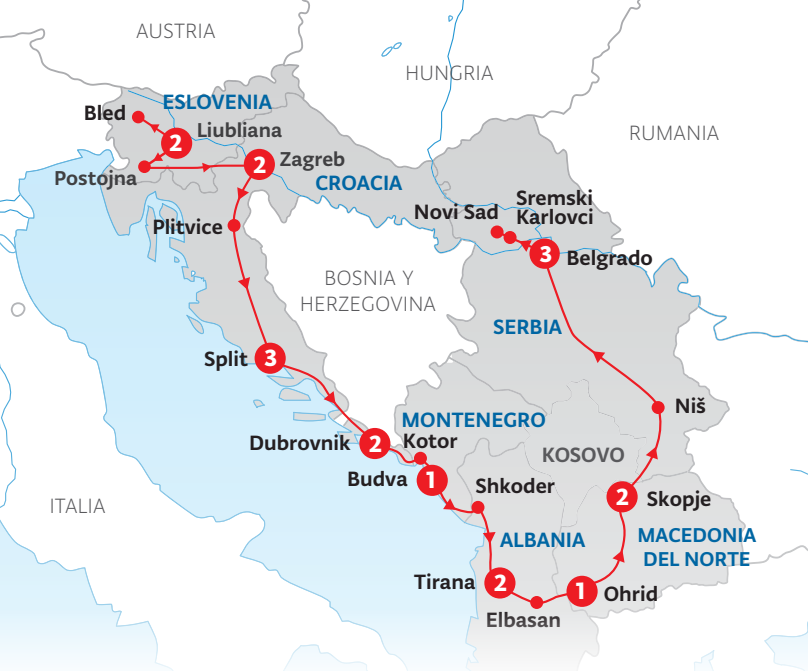 AUSTRIA
HUNGRIA
RUMANIA
Bled
ESLOVENIA
2
Liubliana
Postojna
2
Zagreb
CROACIA
Plitvice
Novi Sad
Sremski
Karlovci
3
Belgrado
BOSNIA Y
HERZEGOVINA
SERBIA
Split
3
Niš
MONTENEGRO
Dubrovnik
2
Kotor
KOSOVO
Budva
1
Shkoder
2
Skopje
ITALIA
ALBANIA
MACEDONIA
DEL NORTE
Tirana
2
1
Ohrid
Elbasan